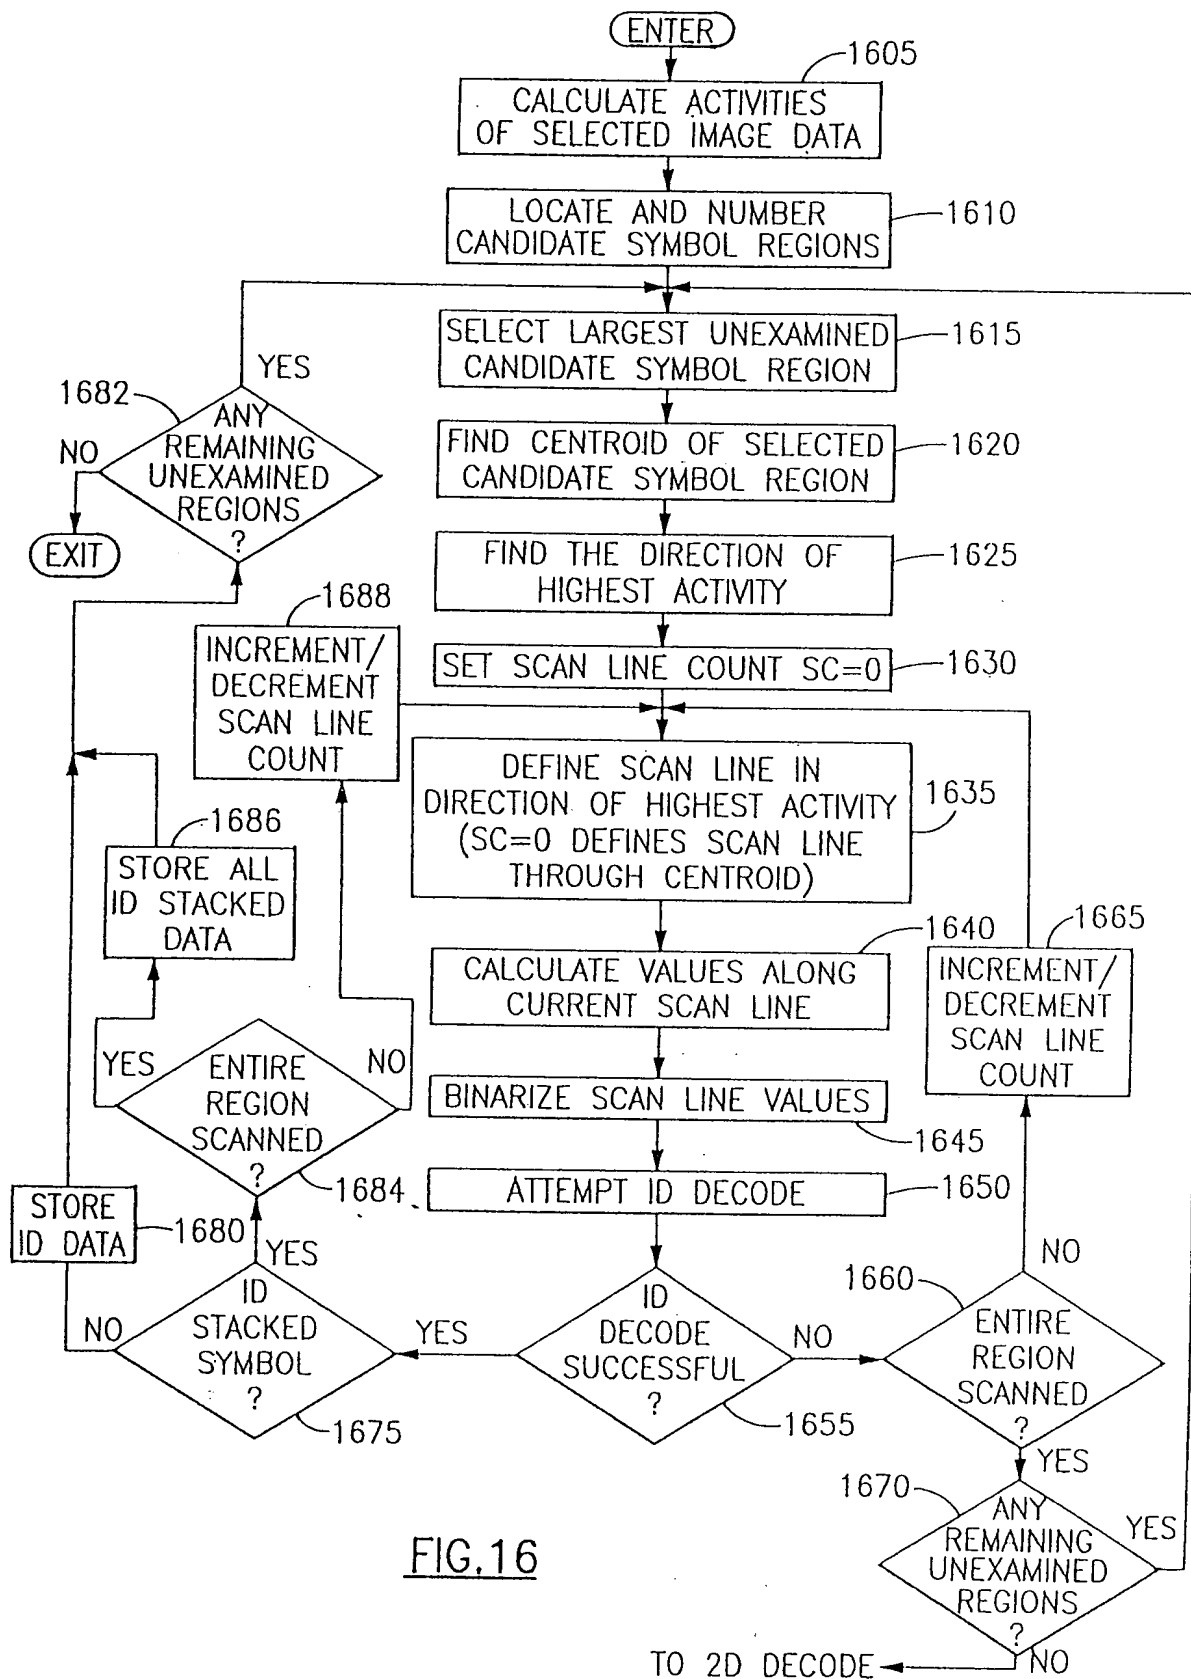 ENTER
1605
CALCULATE ACTIVITIES
OF SELECTED IMAGE DATA
LOCATE AND NUMBER
CANDIDATE SYMBOL REGIONS
1610
SELECT LARGEST UNEXAMINED
CANDIDATE SYMBOL REGION
1615
YES
1682
ANY
REMAINING
UNEXAMINED
REGIONS
?
NO
EXIT
FIND CENTROID OF SELECTED
CANDIDATE SYMBOL REGION
1620
FIND THE DIRECTION OF
HIGHEST ACTIVITY
1625
1688
INCREMENT/
DECREMENT
SCAN LINE
COUNT
SET SCAN LINE COUNT SC=0
1630
DEFINE SCAN LINE IN
DIRECTION OF HIGHEST ACTIVITY
(SC=0 DEFINES SCAN LINE
THROUGH CENTROID)
1635
1686
STORE ALL
ID STACKED
DATA
1640
CALCULATE VALUES ALONG
CURRENT SCAN LINE
1665
INCREMENT/
DECREMENT
SCAN LINE
COUNT
YES
ENTIRE
REGION
SCANNED
?
NO
1684
BINARIZE SCAN LINE VALUES
1645
ATTEMPT ID DECODE
1650
STORE
ID DATA
1680
YES
NO
ID
STACKED
SYMBOL
?
1675
YES
ID
DECODE
SUCCESSFUL
?
1655
NO
NO
1660
ENTIRE
REGION
SCANNED
?
YES
1670
ANY
REMAINING
UNEXAMINED
REGIONS
?
YES
NO
TO 2D DECODE
FIG.16